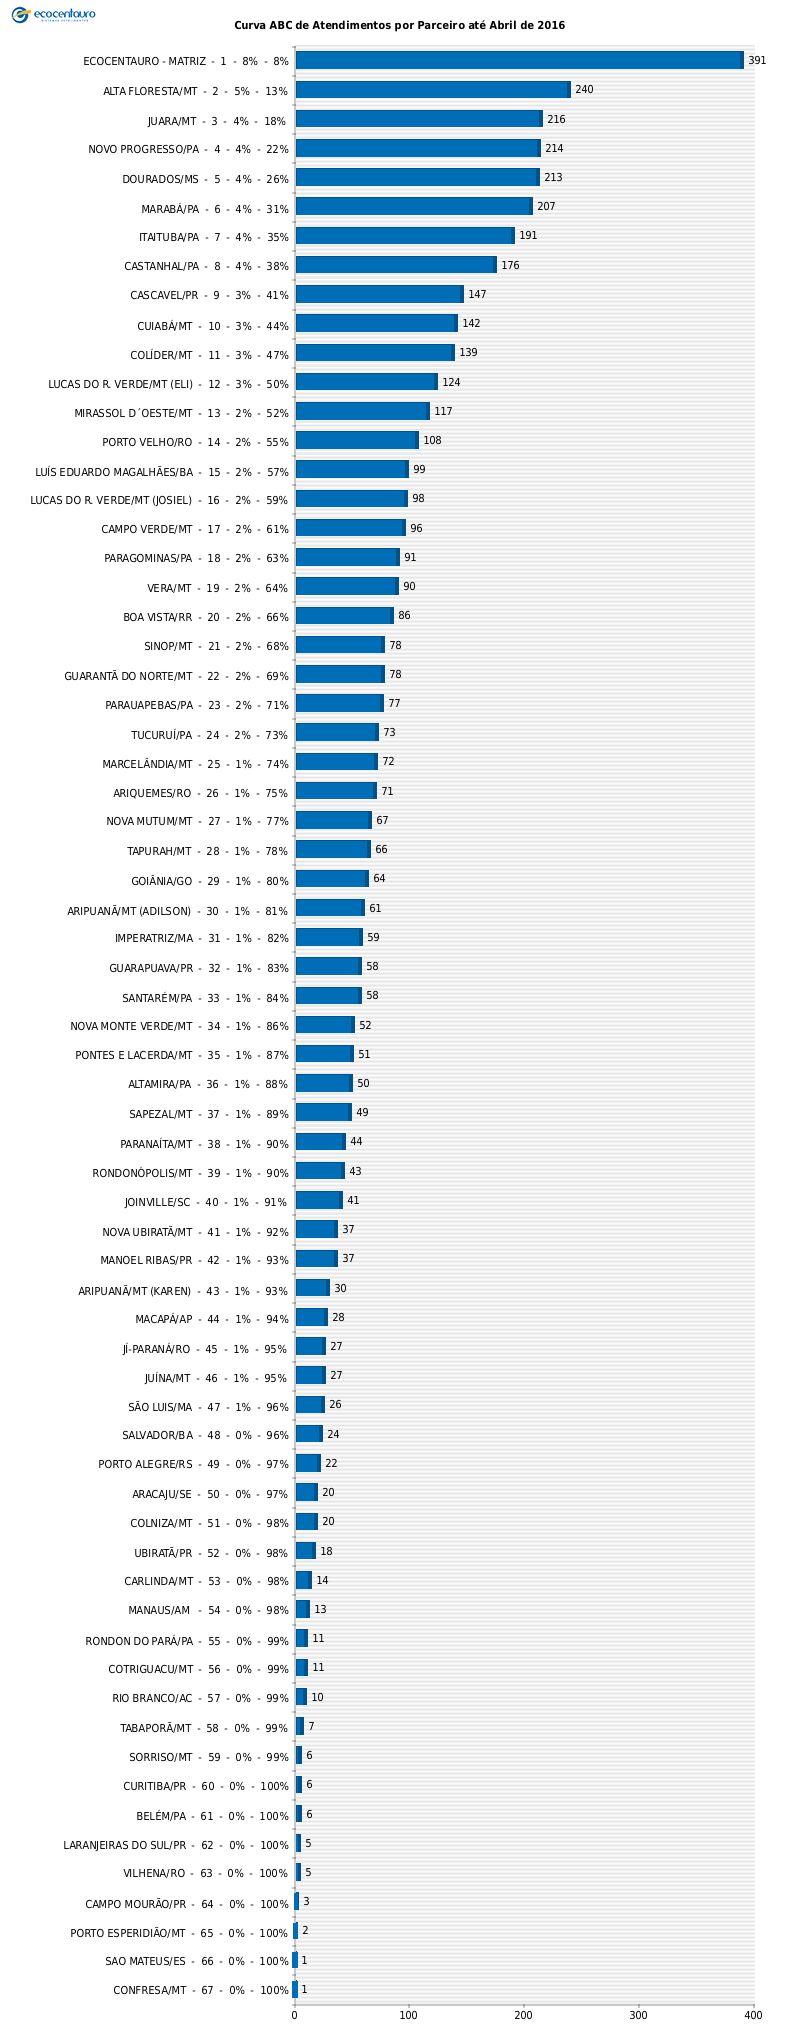 ecocentauro
Curva ABC de Atendimentos por Parceiro até Abril de 2016
ECOCENTAURO - MATRIZ - 1 - 8% - 8% 391
ALTA FLORESTA/MT - 2 - 5% - 13% 240
JUARA/MT - 3 - 4% - 18% 216
NOVO PROGRESSO/PA - 4 - 4% - 22% 214
DOURADOS/MS - 5 - 4% - 26% 213
MARABÁ/PA - 6 - 4% - 31% 207
ITAITUBA/PA - 7 - 4% - 35% 191
CASTANHAL/PA - 8 - 4% - 38% 176
CASCAVEL/PR - 9 - 3% - 41% 147
CUIABÁ/MT - 10 - 3% - 44% 142
COLÍDER/MT - 11 - 3% - 47% 139
LUCAS DO R. VERDE/MT (ELI) - 12 - 3% - 50% 124
MIRASSOL D´OESTE/MT - 13 - 2% - 52% 117
PORTO VELHO/RO - 14 - 2% - 55% 108
LUÍS EDUARDO MAGALHÃES/BA - 15 - 2% - 57% 99
LUCAS DO R. VERDE/MT (JOSIEL) - 16 - 2% - 59% 98
CAMPO VERDE/MT - 17 - 2% - 61% 96
PARAGOMINAS/PA - 18 - 2% - 63% 91
VERA/MT - 19 - 2% - 64% 90
BOA VISTA/RR - 20 - 2% - 66% 86
SINOP/MT - 21 - 2% - 68% 78
GUARANTÃ DO NORTE/MT - 22 - 2% - 69% 78
PARAUAPEBAS/PA - 23 - 2% - 71% 77
TUCURUÍ/PA - 24 - 2% - 73% 73
MARCELÂNDIA/MT - 25 - 1% - 74% 72
ARIQUEMES/RO - 26 - 1% - 75% 71
NOVA MUTUM/MT - 27 - 1% - 77% 67
TAPURAH/MT - 28 - 1% - 78% 66
GOIÂNIA/GO - 29 - 1% - 80% 64
ARIPUANÃ/MT (ADILSON) - 30 - 1% - 81% 61
IMPERATRIZ/MA - 31 - 1% - 82% 59
GUARAPUAVA/PR - 32 - 1% - 83% 58
SANTARÉM/PA - 33 - 1% - 84% 58
NOVA MONTE VERDE/MT - 34 - 1% - 86% 52
PONTES E LACERDA/MT - 35 - 1% - 87% 51
ALTAMIRA/PA - 36 - 1% - 88% 50
SAPEZAL/MT - 37 - 1% - 89% 49
PARANAÍTA/MT - 38 - 1% - 90% 44
RONDONÓPOLIS/MT - 39 - 1% - 90% 43
JOINVILLE/SC - 40 - 1% - 91% 41
NOVA UBIRATÃ/MT - 41 - 1% - 92% 37
MANOEL RIBAS/PR - 42 - 1% - 93% 37
ARIPUANÃ/MT (KAREN) - 43 - 1% - 93% 30
MACAPÁ/AP - 44 - 1% - 94% 28
JÍ-PARANÁ/RO - 45 - 1% - 95% 27
JUÍNA/MT - 46 - 1% - 95% 27
SÃO LUIS/MA - 47 - 1% - 96% 26
SALVADOR/BA - 48 - 0% - 96% 24
PORTO ALEGRE/RS - 49 - 0% - 97% 22
ARACAJU/SE - 50 - 0% - 97% 20
COLNIZA/MT - 51 - 0% - 98% 20
UBIRATÃ/PR - 52 - 0% - 98% 18
CARLINDA/MT - 53 - 0% - 98% 14
MANAUS/AM - 54 - 0% - 98% 13
RONDON DO PARÁ/PA - 55 - 0% - 99% 11
COTRIGUACU/MT - 56 - 0% - 99% 11
RIO BRANCO/AC - 57 - 0% - 99% 10
TABAPORÃ/MT - 58 - 0% - 99% 7
SORRISO/MT - 59 - 0% - 99% 6
CURITIBA/PR - 60 - 0% - 100% 6
BELÉM/PA - 61 - 0% - 100% 6
LARANJEIRAS DO SUL/PR - 62 - 0% - 100% 5
VILHENA/RO - 63 - 0% - 100% 5
CAMPO MOURÃO/PR - 64 - 0% - 100% 3
PORTO ESPERIDIÃO/MT - 65 - 0% - 100% 2
SAO MATEUS/ES - 66 - 0% - 100% 1
CONFRESA/MT - 67 - 0% - 100% 1
0 100 200 300 400